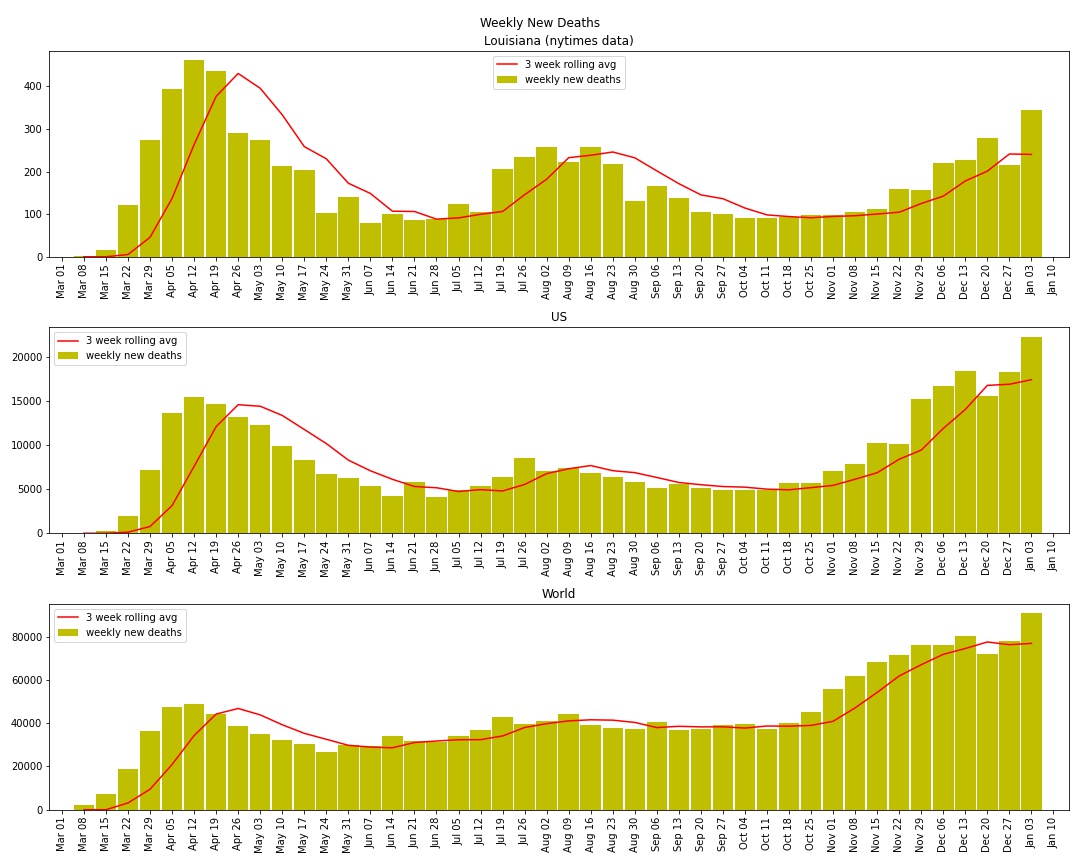 Weekly New Deaths
Louisiana (nytimes data)
3 week rolling avg
weekly new deaths
400
300
200
100
0
Mar 01 Mar 08 Mar 15 Mar 22 Mar 29 Apr 05 Apr 12 Apr 19 Apr 26 May 03 May 10 May 17 May 24 May 31 Jun 07 Jun 14 Jun 21 Jun 28 Jul 05 Jul 12 Jul 19 Jul 26 Aug 02 Aug 09 Aug 16 Aug 23 Aug 30 Sep 06 Sep 13 Sep 20 Sep 27 Oct 04 Oct 11 Oct 18 Oct 25 Nov 01 Nov 08 Nov 15 Nov 22 Nov 29 Dec 06 Dec 13 Dec 20 Dec 27 Jan 03 Jan 10
US
3 week rolling avg
weekly new deaths
20000
15000
10000
5000
0
Mar 01 Mar 08 Mar 15 Mar 22 Mar 29 Apr 05 Apr 12 Apr 19 Apr 26 May 03 May 10 May 17 May 24 May 31 Jun 07 Jun 14 Jun 21 Jun 28 Jul 05 Jul 12 Jul 19 Jul 26 Aug 02 Aug 09 Aug 16 Aug 23 Aug 30 Sep 06 Sep 13 Sep 20 Sep 27 Oct 04 Oct 11 Oct 18 Oct 25 Nov 01 Nov 08 Nov 15 Nov 22 Nov 29 Dec 06 Dec 13 Dec 20 Dec 27 Jan 03 Jan 10
World
3 week rolling avg
weekly new deaths
80000
60000
40000
20000
0
Mar 01 Mar 08 Mar 15 Mar 22 Mar 29 Apr 05 Apr 12 Apr 19 Apr 26 May 03 May 10 May 17 May 24 May 31 Jun 07 Jun 14 Jun 21 Jun 28 Jul 05 Jul 12 Jul 19 Jul 26 Aug 02 Aug 09 Aug 16 Aug 23 Aug 30 Sep 06 Sep 13 Sep 20 Sep 27 Oct 04 Oct 11 Oct 18 Oct 25 Nov 01 Nov 08 Nov 15 Nov 22 Nov 29 Dec 06 Dec 13 Dec 20 Dec 27 Jan 03 Jan 10